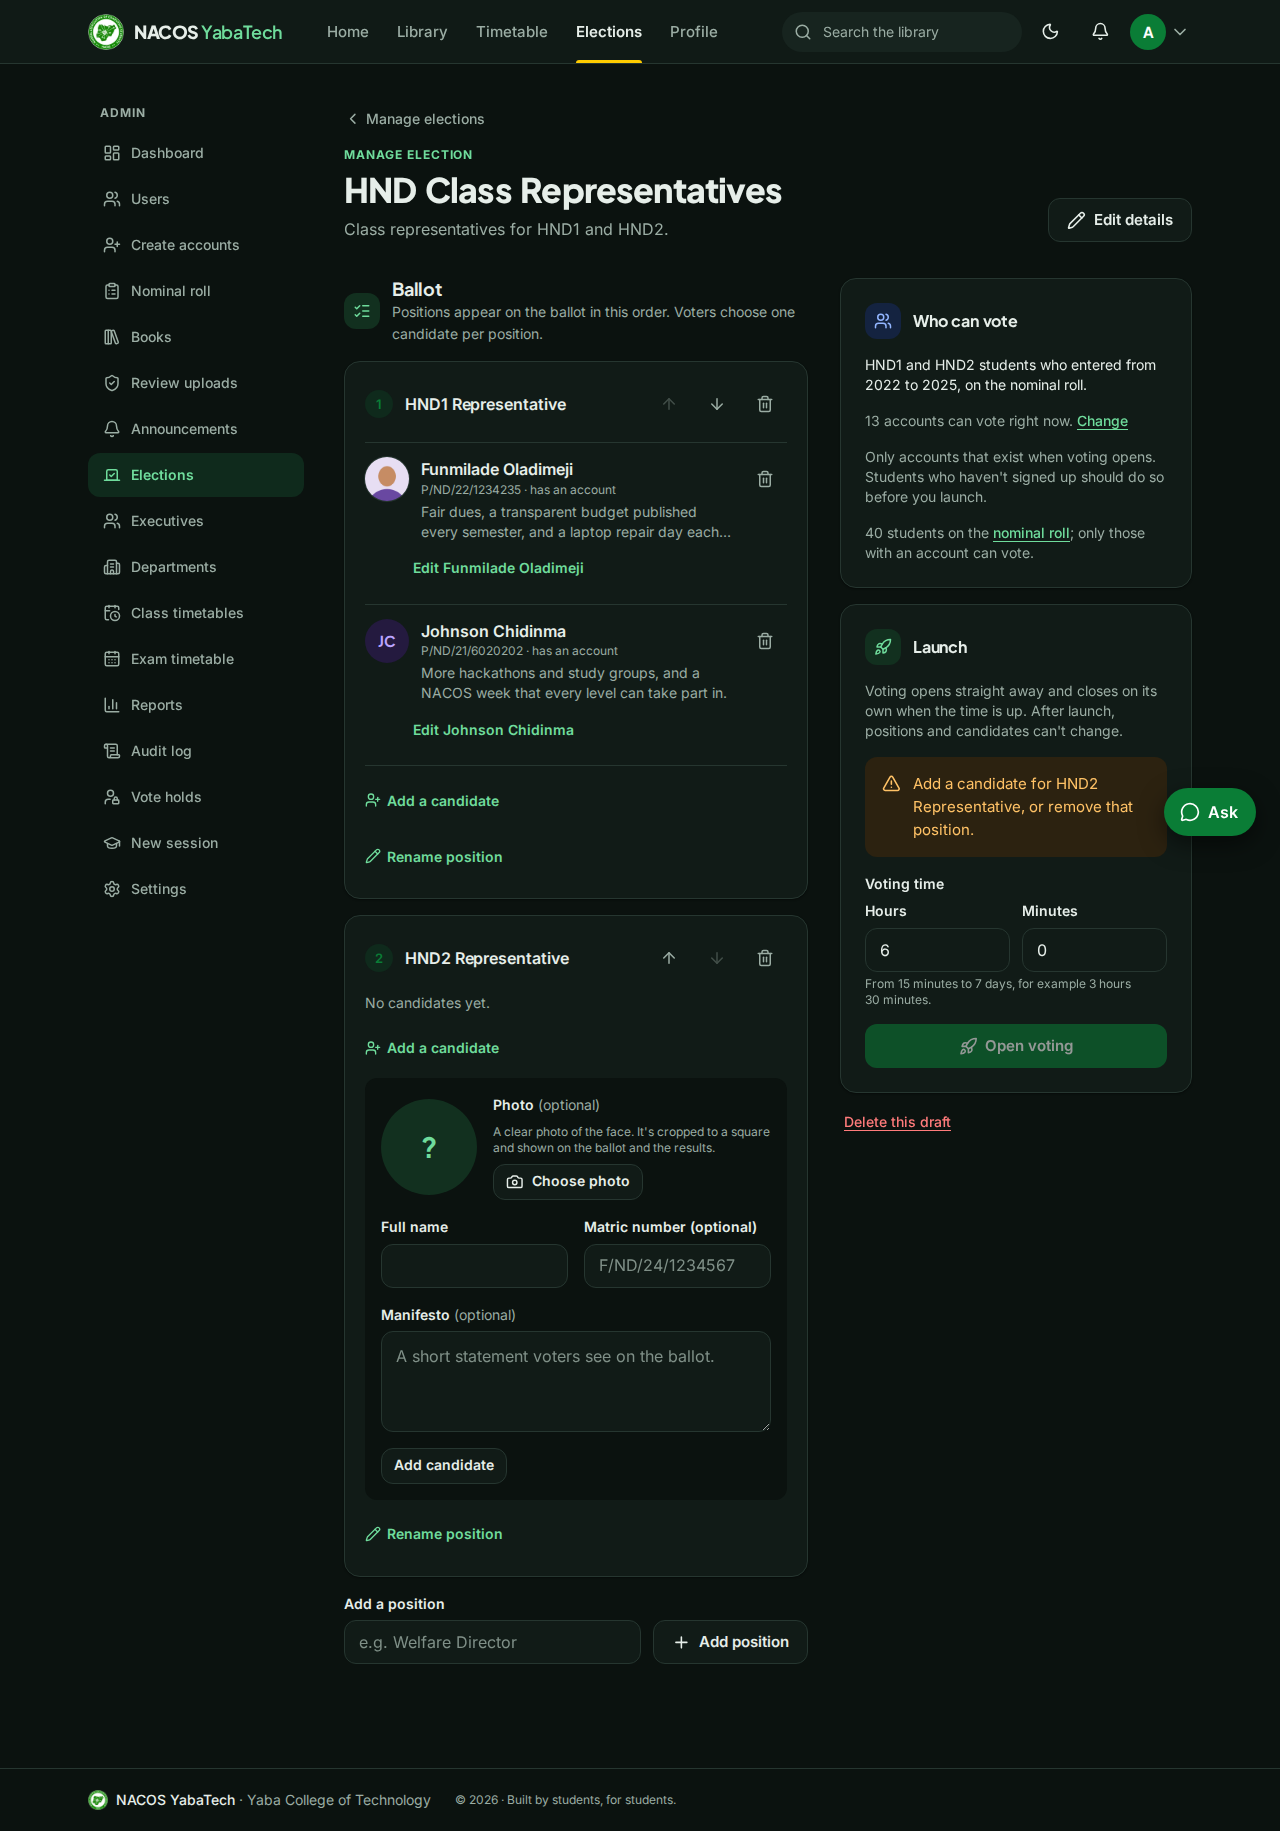 NACOS YabaTech
Home
Library
Timetable
Elections
Profile
Search the library
A
ADMIN
Dashboard
Users
Create accounts
Nominal roll
Books
Review uploads
Announcements
Elections
Executives
Departments
Class timetables
Exam timetable
Reports
Audit log
Vote holds
New session
Settings
Manage elections
MANAGE ELECTION
HND Class Representatives
Class representatives for HND1 and HND2.
Edit details
Ballot
Positions appear on the ballot in this order. Voters choose one
candidate per position.
1
HND1 Representative
Funmilade Oladimeji
P/ND/22/1234235 · has an account
Fair dues, a transparent budget published
every semester, and a laptop repair day each...
Edit Funmilade Oladimeji
JC
Johnson Chidinma
P/ND/21/6020202 · has an account
More hackathons and study groups, and a
NACOS week that every level can take part in.
Edit Johnson Chidinma
Add a candidate
Rename position
2
HND2 Representative
No candidates yet.
Add a candidate
?
Photo (optional)
A clear photo of the face. It's cropped to a square
and shown on the ballot and the results.
Choose photo
Full name
Matric number (optional)
F/ND/24/1234567
Manifesto (optional)
A short statement voters see on the ballot.
Add candidate
Rename position
Add a position
e.g. Welfare Director
Add position
Who can vote
HND1 and HND2 students who entered from
2022 to 2025, on the nominal roll.
13 accounts can vote right now. Change
Only accounts that exist when voting opens.
Students who haven't signed up should do so
before you launch.
40 students on the nominal roll; only those
with an account can vote.
Launch
Voting opens straight away and closes on its
own when the time is up. After launch,
positions and candidates can't change.
Add a candidate for HND2
Representative, or remove that
position.
Voting time
Hours
Minutes
6
0
From 15 minutes to 7 days, for example 3 hours
30 minutes.
Open voting
Delete this draft
Ask
NACOS YabaTech · Yaba College of Technology
© 2026 · Built by students, for students.